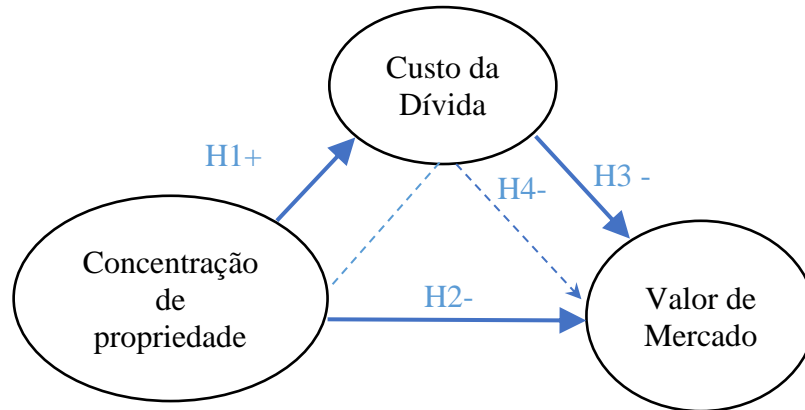 Custo da
Dívida
H1+
H3 -
H4-
Concentração
de
propriedade
H2-
Valor de
Mercado